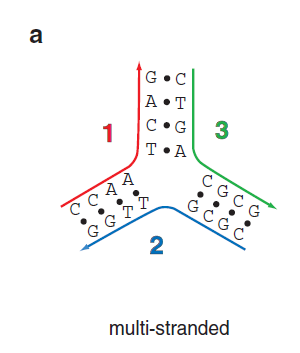 a
G • C
A • T
C • G
T • A
1
3
2
C C A A
G G T T
C G C G
G C G C
multi-stranded